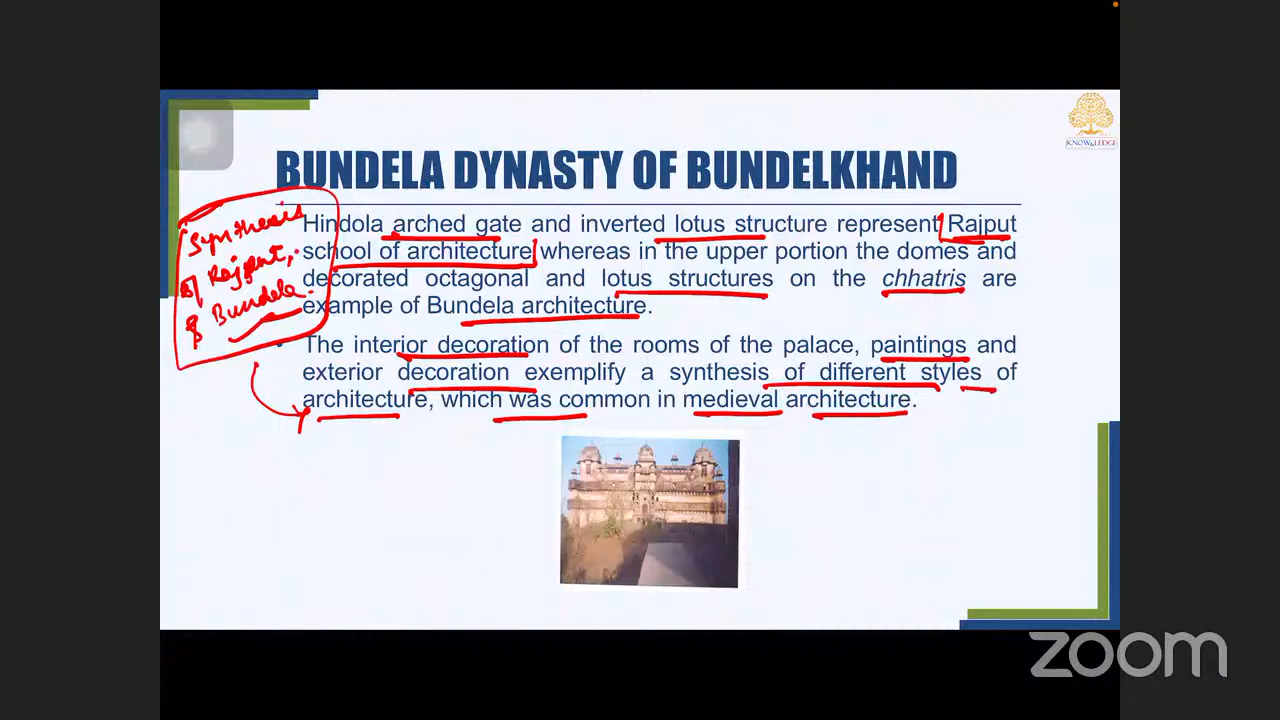 KNOWLEDGE
BUNDELA DYNASTY OF BUNDELKHAND
Synthesis
of Rajput,
& Bundela.
Hindola arched gate and inverted lotus structure represent Rajput
school of architecture whereas in the upper portion the domes and
decorated octagonal and lotus structures on the chhatris are
example of Bundela architecture.
• The interior decoration of the rooms of the palace, paintings and
exterior decoration exemplify a synthesis of different styles of
architecture, which was common in medieval architecture.
zoom